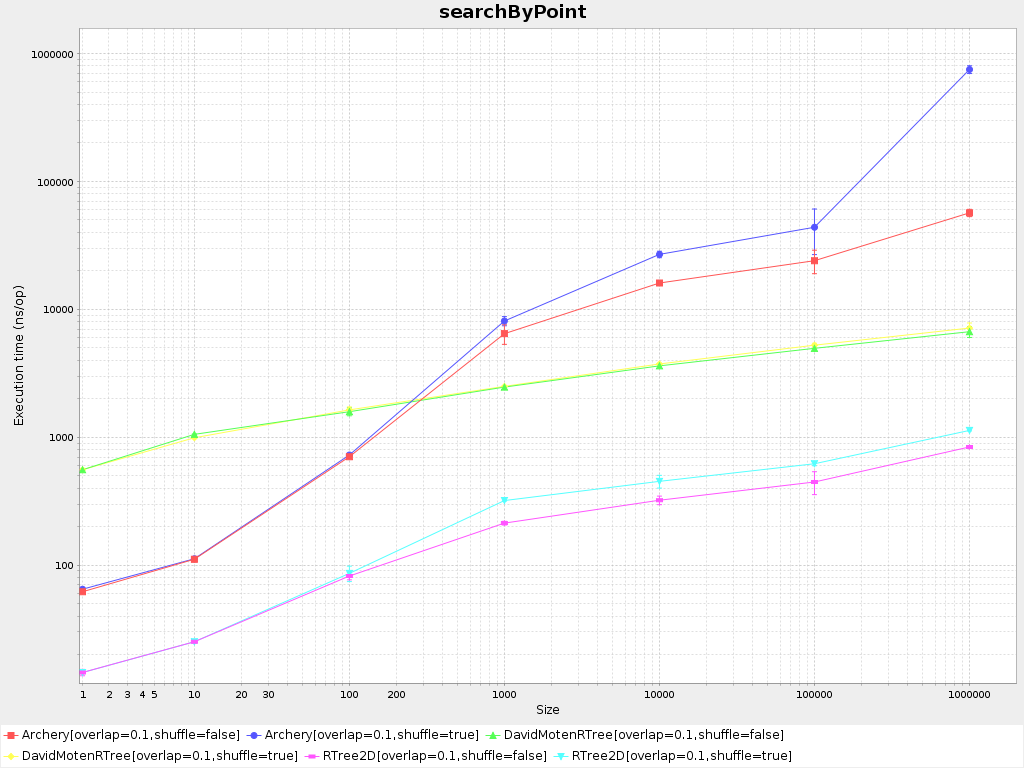 searchByPoint
1000000
100000
10000
1000
100
Execution time (ns/op)
1 2 3 4 5 10 20 30 100 200 1000 10000 100000 1000000
Size
Archery[overlap=0.1,shuffle=false] Archery[overlap=0.1,shuffle=true] DavidMotenRTree[overlap=0.1,shuffle=false]
DavidMotenRTree[overlap=0.1,shuffle=true] RTree2D[overlap=0.1,shuffle=false] RTree2D[overlap=0.1,shuffle=true]